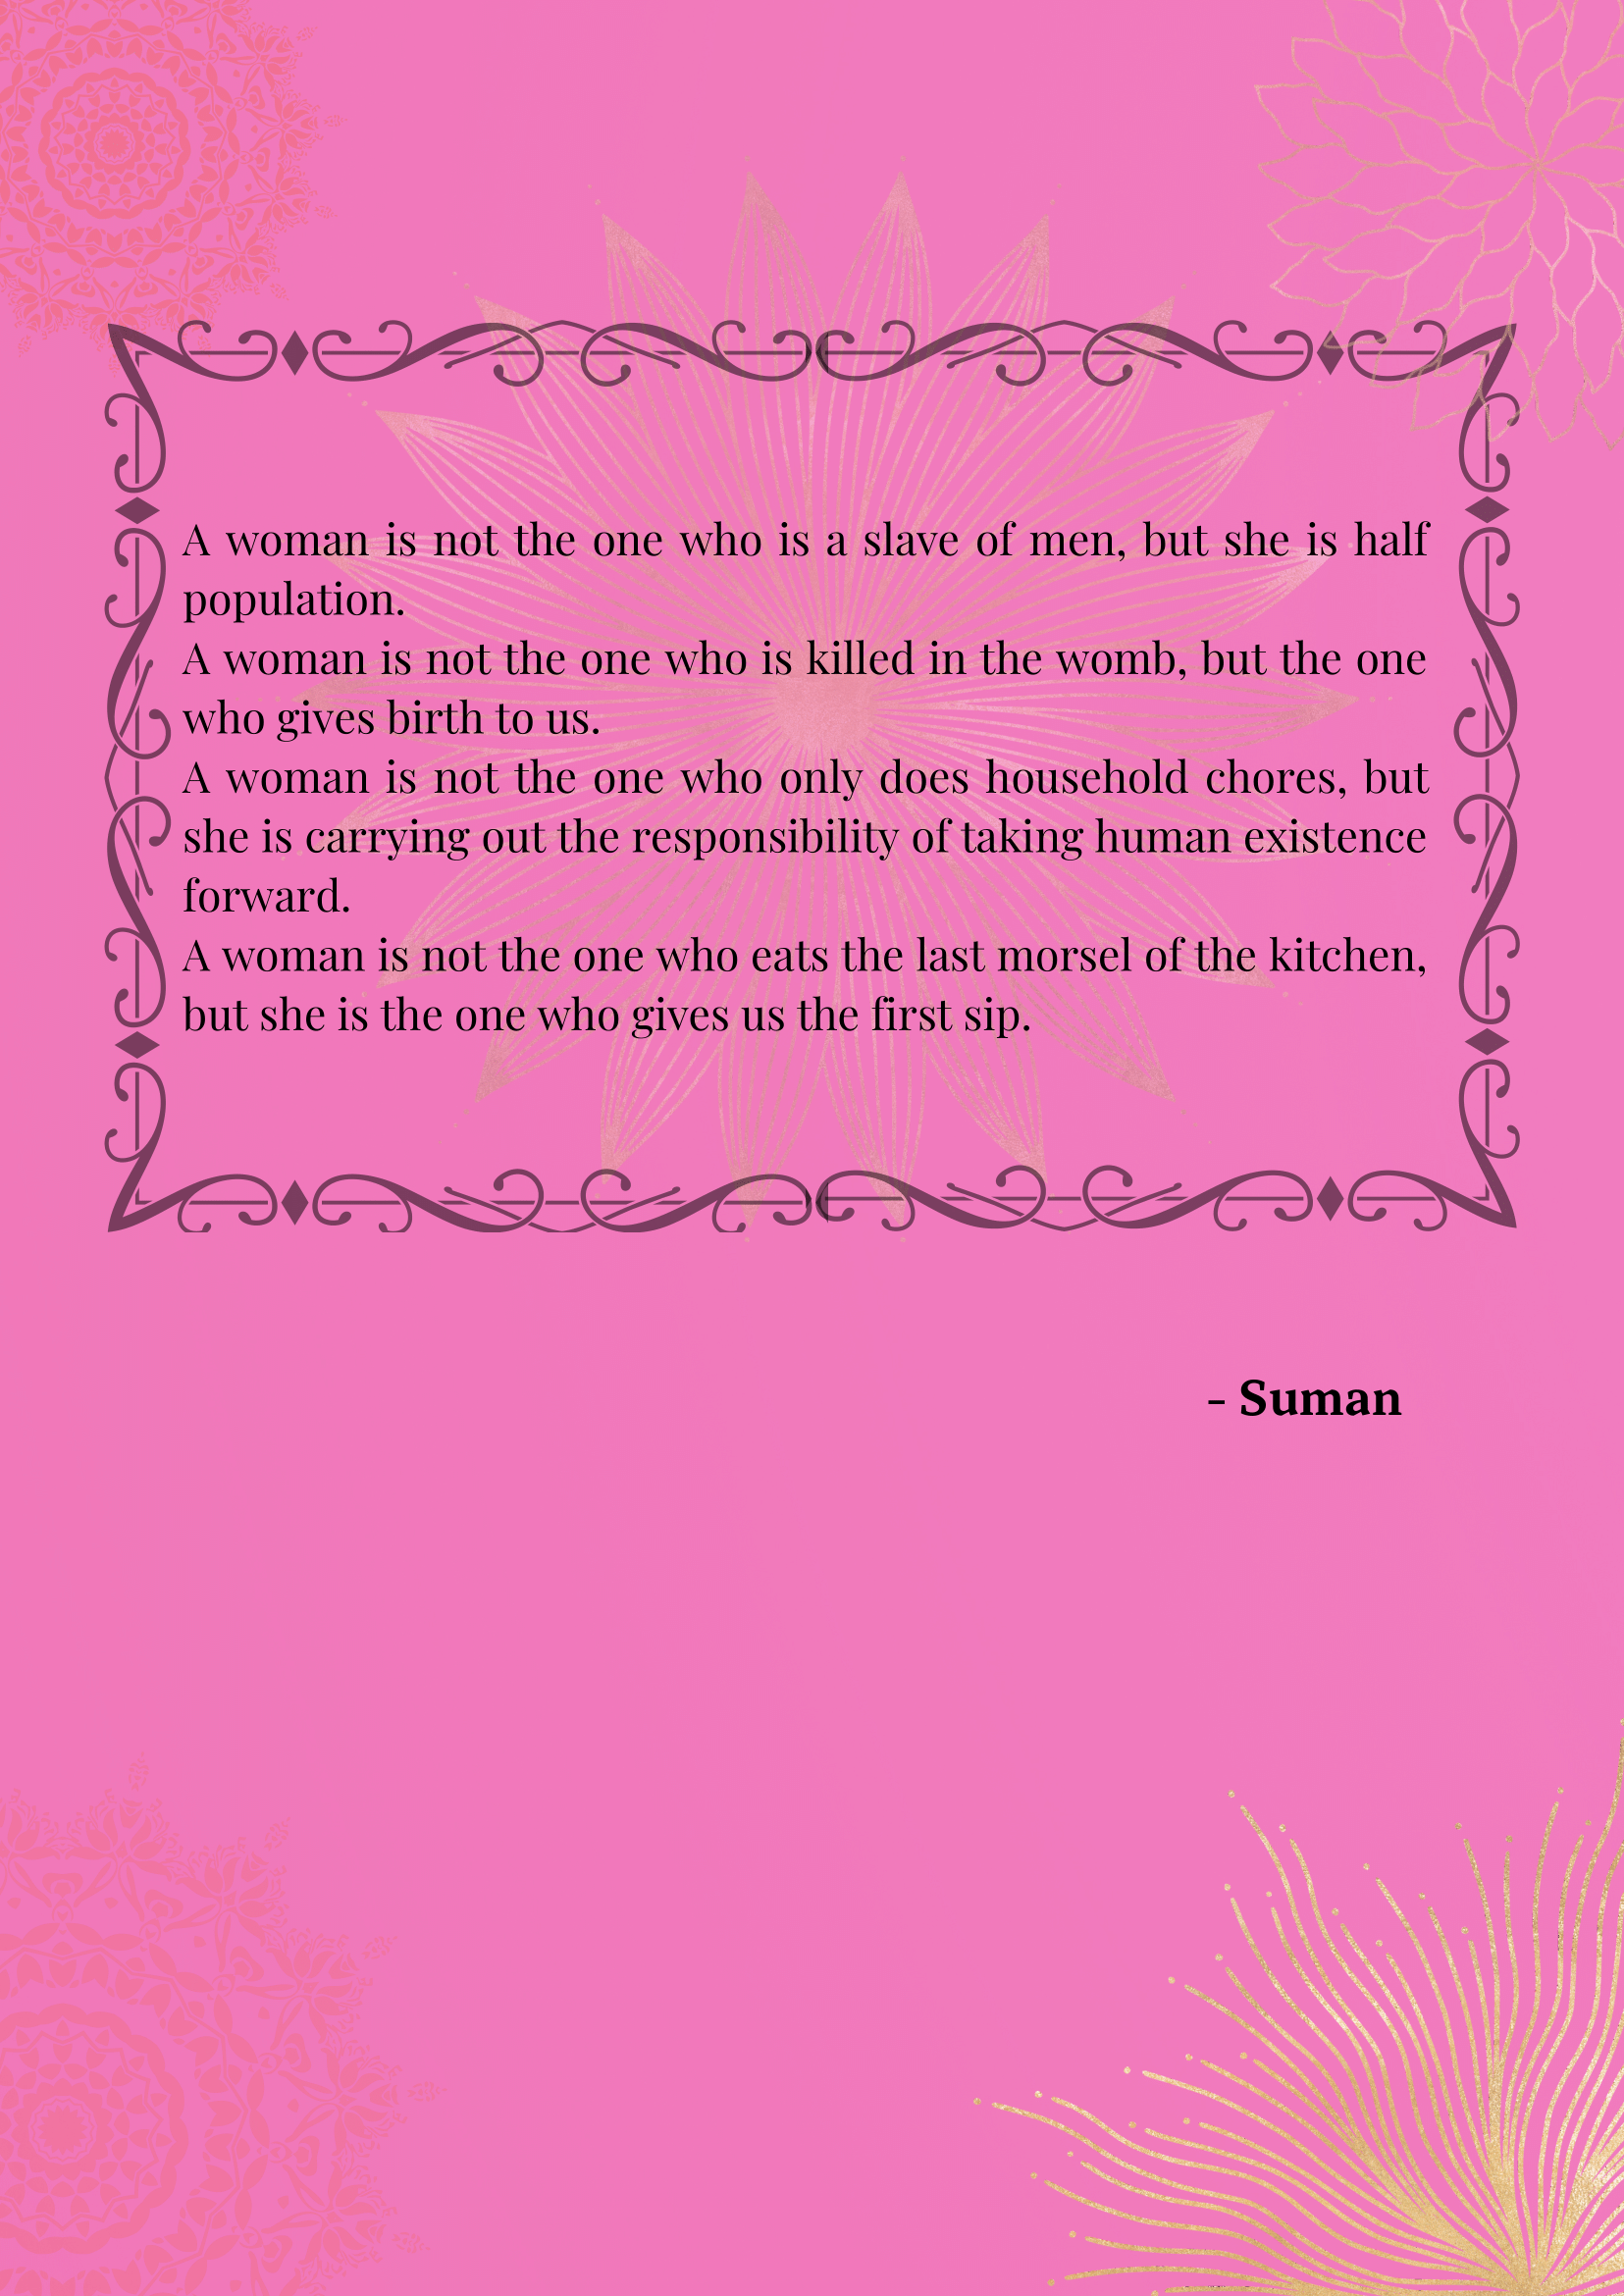 A woman is not the one who is a slave of men, but she is half
population.
A woman is not the one who is killed in the womb, but the one
who gives birth to us.
A woman is not the one who only does household chores, but
she is carrying out the responsibility of taking human existence
forward.
A woman is not the one who eats the last morsel of the kitchen,
but she is the one who gives us the first sip.
- Suman